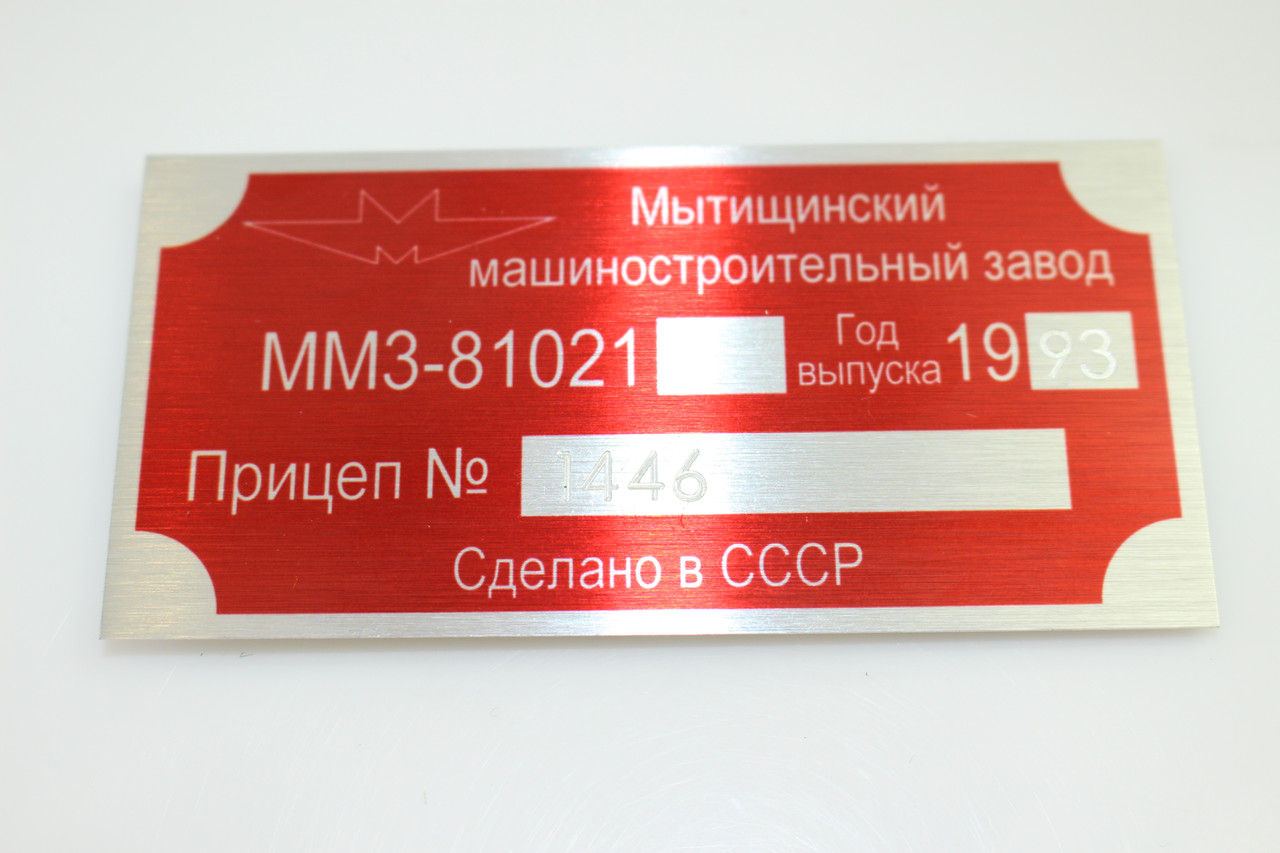 Мытищинский
машиностроительный завод
ММЗ-81021
Год
выпуска 1993
Прицеп № 1446
Сделано в СССР